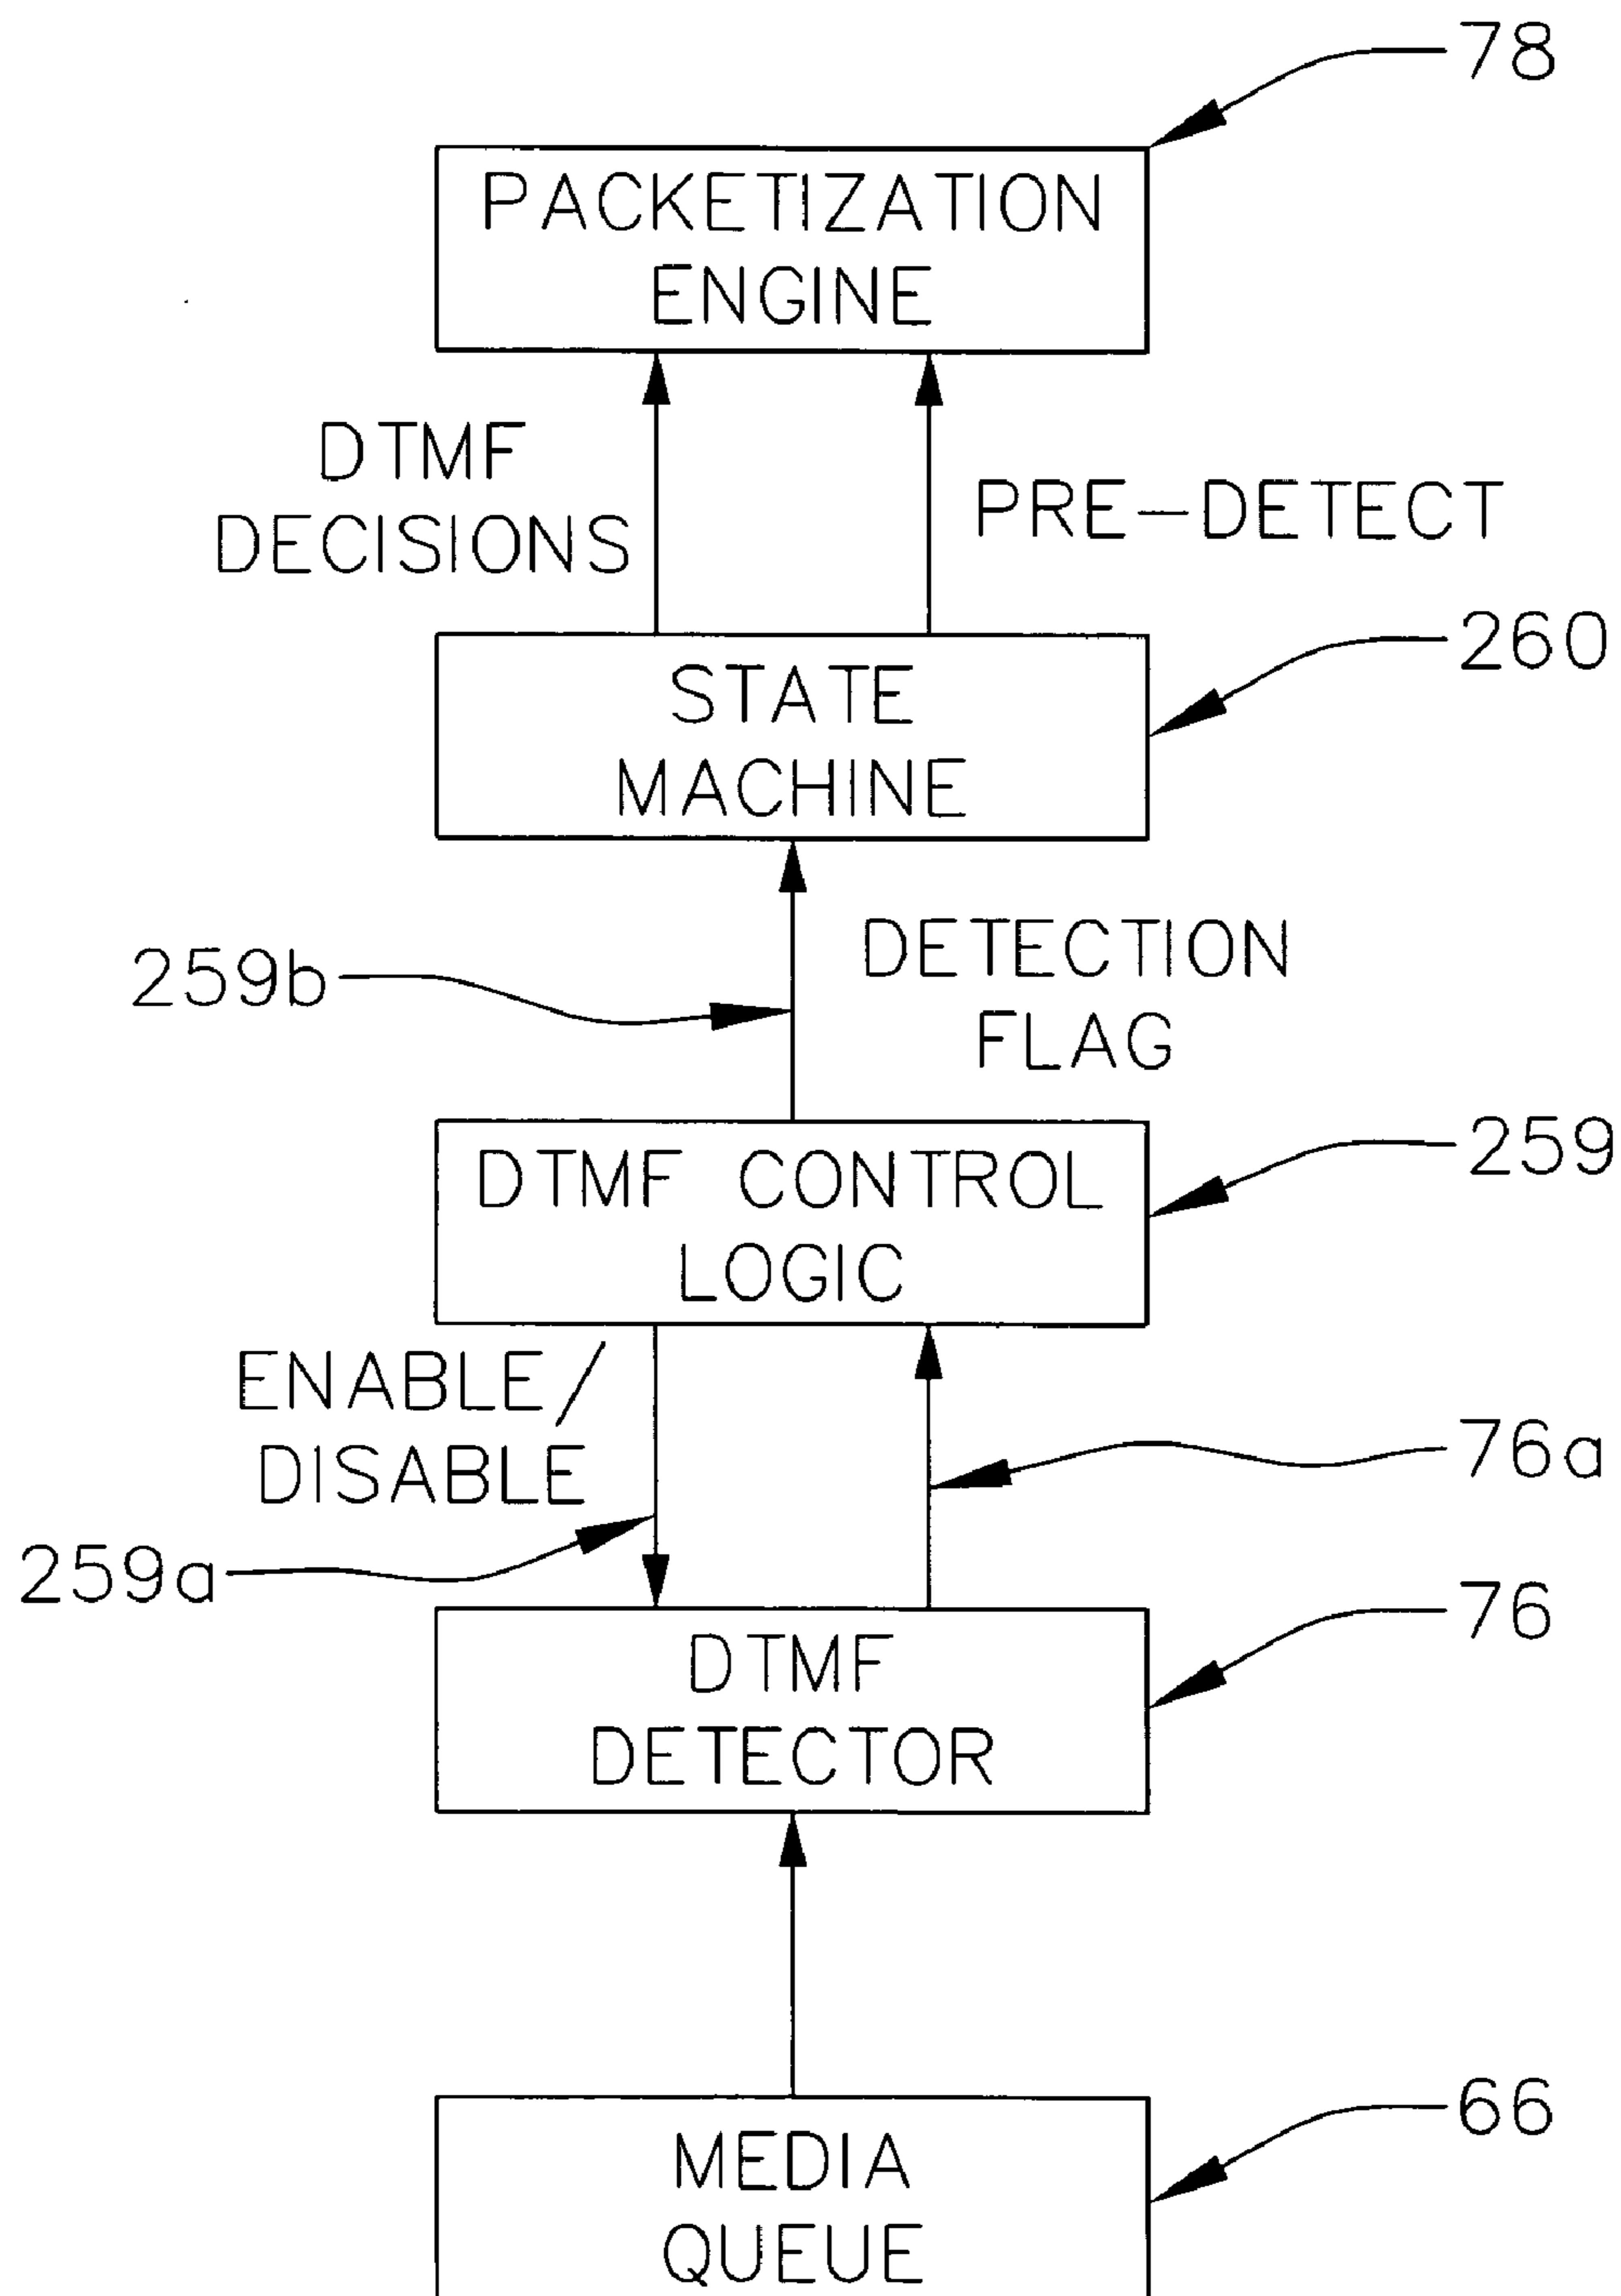 78
PACKETIZATION
ENGINE
DTMF
DECISIONS
PRE-DETECT
260
STATE
MACHINE
259b
DETECTION
FLAG
259
DTMF CONTROL
LOGIC
ENABLE/
DISABLE
76a
259a
76
DTMF
DETECTOR
66
MEDIA
QUEUE